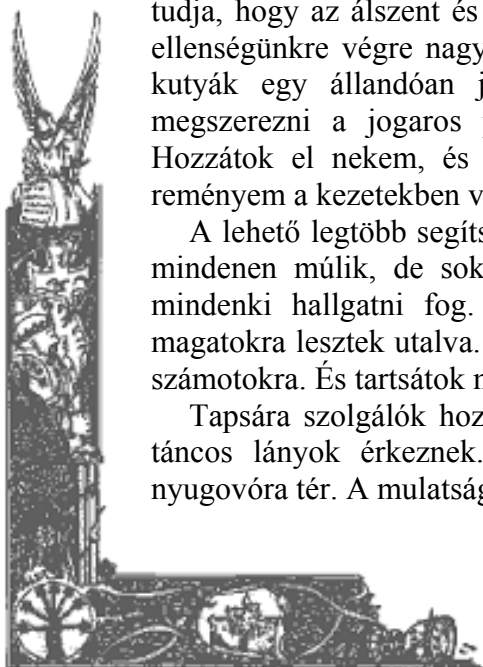 tudja, hogy az álszent és
ellenségünkre végre nagy
kutyák egy állandóan j
megszerezni a jogaros
Hozzátok el nekem, és
reményem a kezetekben v
A lehető legtöbb segíts
mindenen múlik, de sok
mindenki hallgatni fog.
magatokra lesztek utalva.
számotokra. És tartsátok
Tapsára szolgálók hoz
táncos lányok érkeznek.
nyugovóra tér. A mulatság